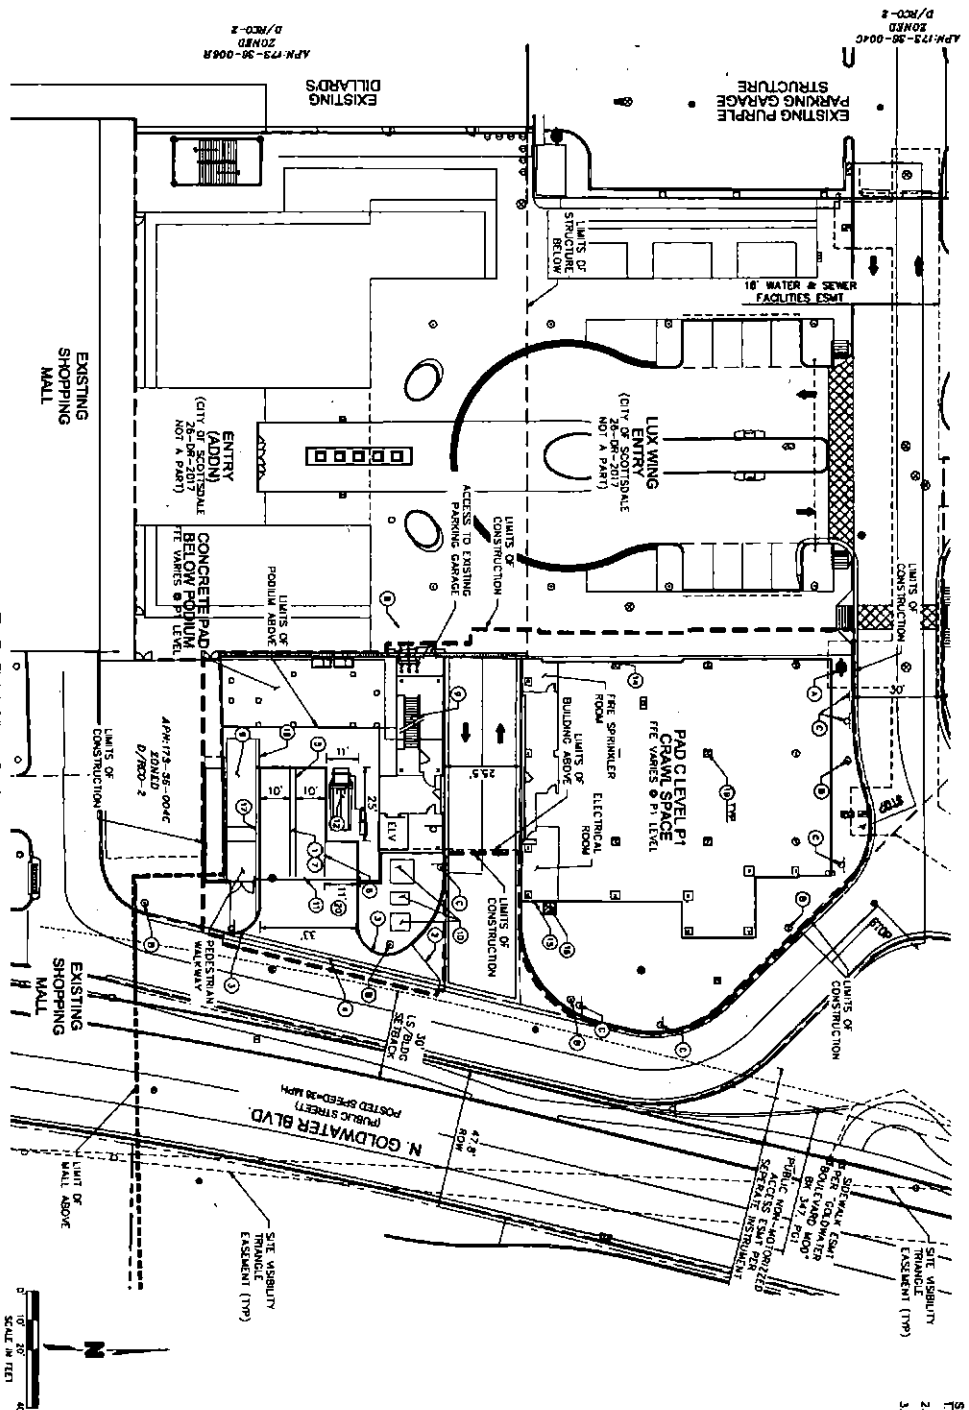 APN:173-36-004C
ZONED
D/RCO-2
APN:173-36-006R
ZONED
D/RCO-2
EXISTING
DILLARD'S
EXISTING PURPLE
PARKING GARAGE
STRUCTURE
LIMITS OF
STRUCTURE
BELOW
16' WATER & SEWER
FACILITIES ESMT
EXISTING
SHOPPING
MALL
ENTRY
(ADDN)
(CITY OF SCOTTSDALE
26-DR-2017
NOT A PART)
LUX WING
ENTRY
(CITY OF SCOTTSDALE
26-DR-2017
NOT A PART)
ACCESS TO EXISTING
PARKING GARAGE
LIMITS OF
CONSTRUCTION
LIMITS OF
CONSTRUCTION
CONCRETE PAD
BELOW PODIUM
FFE VARIES @ P1 LEVEL
LIMITS OF
PODIUM ABOVE
30'
LIMITS OF
CONSTRUCTION
APN:173-36-004C
ZONED
D/RCO-2
25.5'
FIRE SPRINKLER
ROOM
LIMITS OF
BUILDING ABOVE
ELECTRICAL
ROOM
PAD C LEVEL P1
CRAWL SPACE
FFE VARIES @ P1 LEVEL
19 TYP
STOP
STOP
11'
25'
10'
10'
ELV
11'
33'
LIMITS OF
CONSTRUCTION
LIMITS OF
CONSTRUCTION
PEDESTRIAN
WALKWAY
EXISTING
SHOPPING
MALL
30'
LS/BLDG
SETBACK
N. GOLDWATER BLVD.
(PUBLIC STREET)
POSTED SPEED=35 MPH
47.8'
ROW
LIMIT OF
MALL ABOVE
SITE VISIBILITY
TRIANGLE
EASEMENT (TYP)
PUBLIC NON-MOTORIZED
ACCESS ESMT PER
SEPERATE INSTRUMENT
SIDEWALK ESMT
PER "GOLDWATER
BOULEVARD MOD"
BK 347, PG1
SITE VISIBILITY
TRIANGLE
EASEMENT (TYP)
N
0' 10' 20' 40
SCALE IN FEET